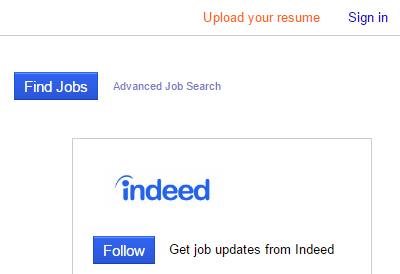 Upload your resume Sign in
Find Jobs Advanced Job Search
indeed
Follow Get job updates from Indeed